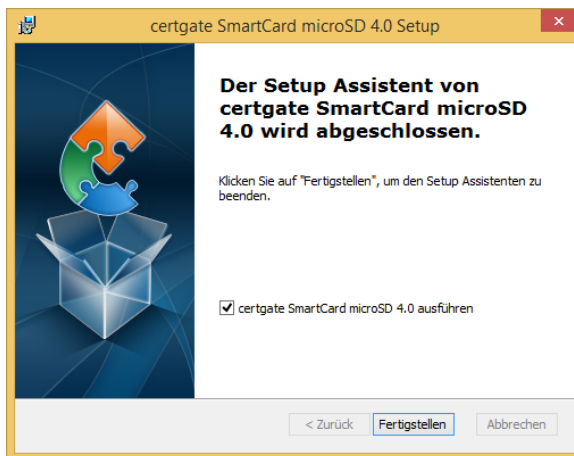 certgate SmartCard microSD 4.0 Setup
Der Setup Assistent von
certgate SmartCard microSD
4.0 wird abgeschlossen.
Klicken Sie auf "Fertigstellen", um den Setup Assistenten zu
beenden.
certgate SmartCard microSD 4.0 ausführen
< Zurück Fertigstellen Abbrechen